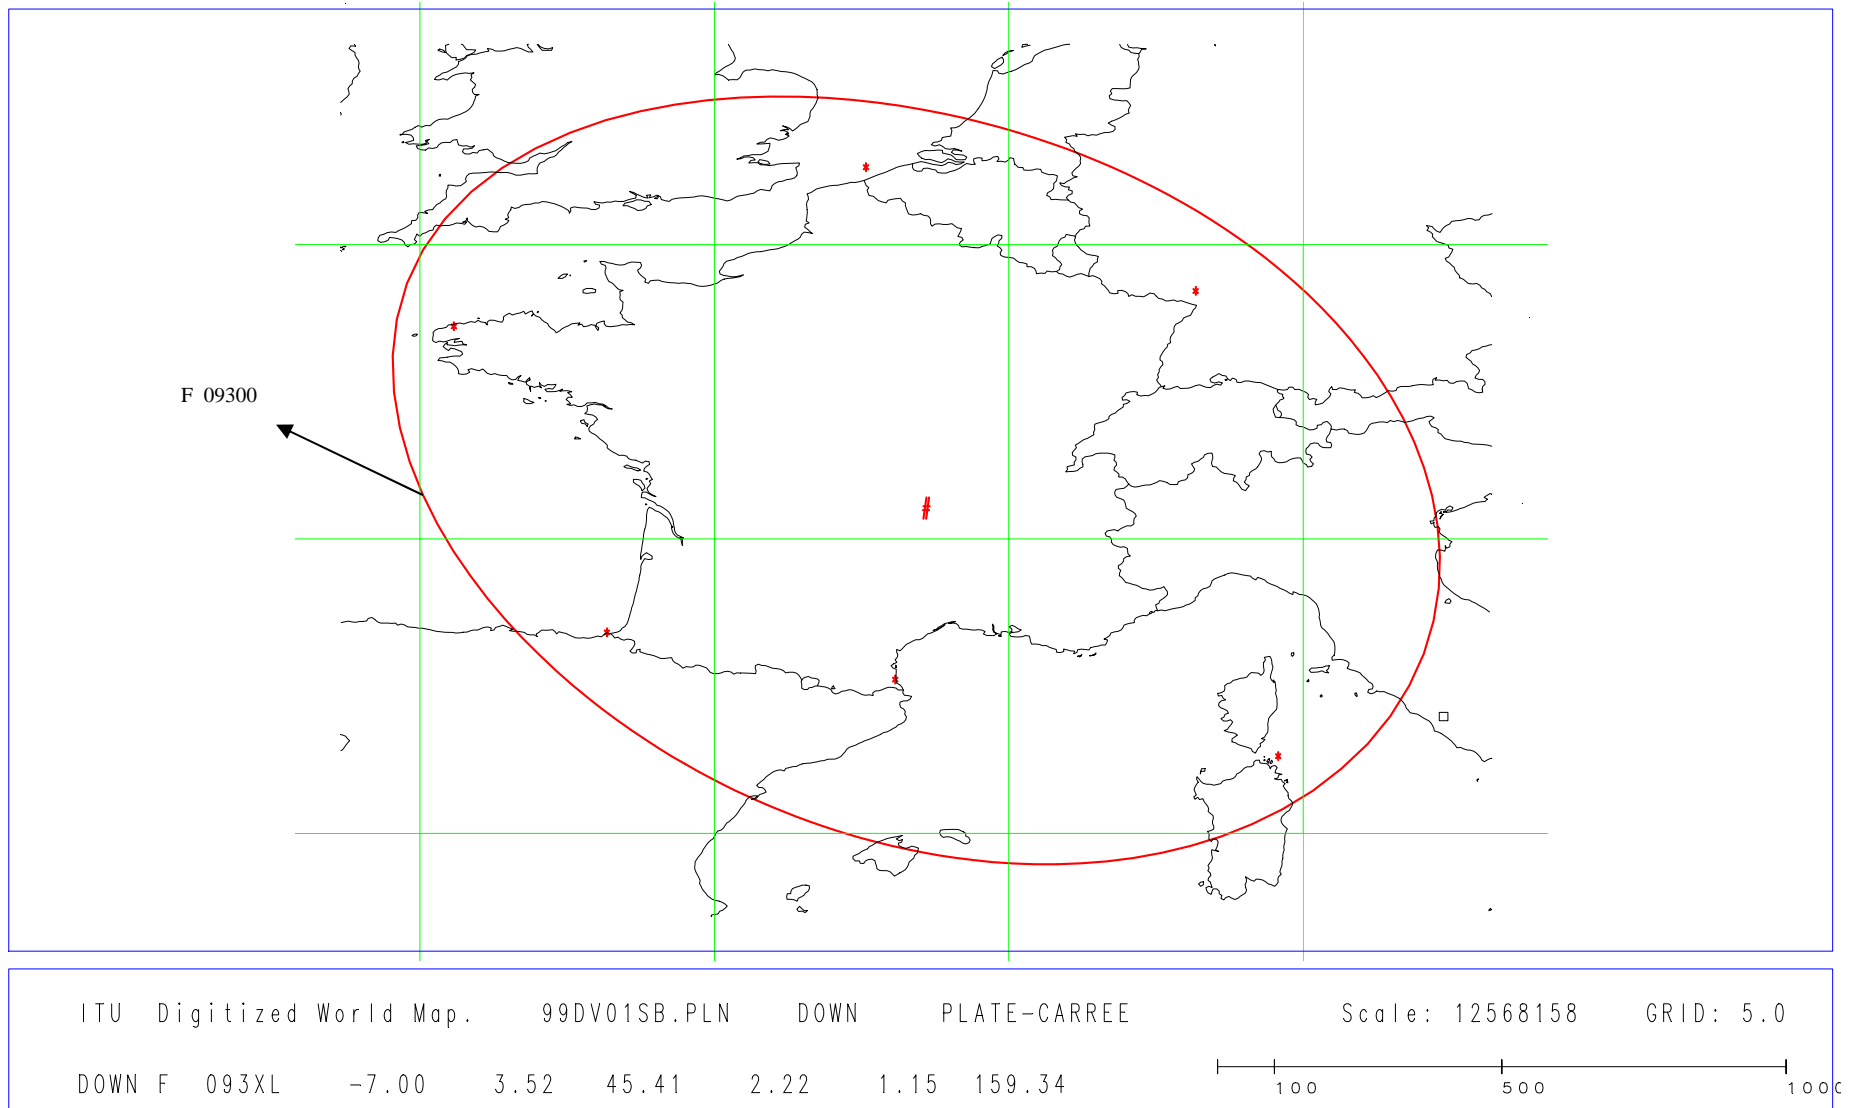 F 09300
ITU Digitized World Map. 99DV01SB.PLN DOWN PLATE-CARREE Scale: 12568158 GRID: 5.0
DOWN F 093XL -7.00 3.52 45.41 2.22 1.15 159.34
100 500 1000